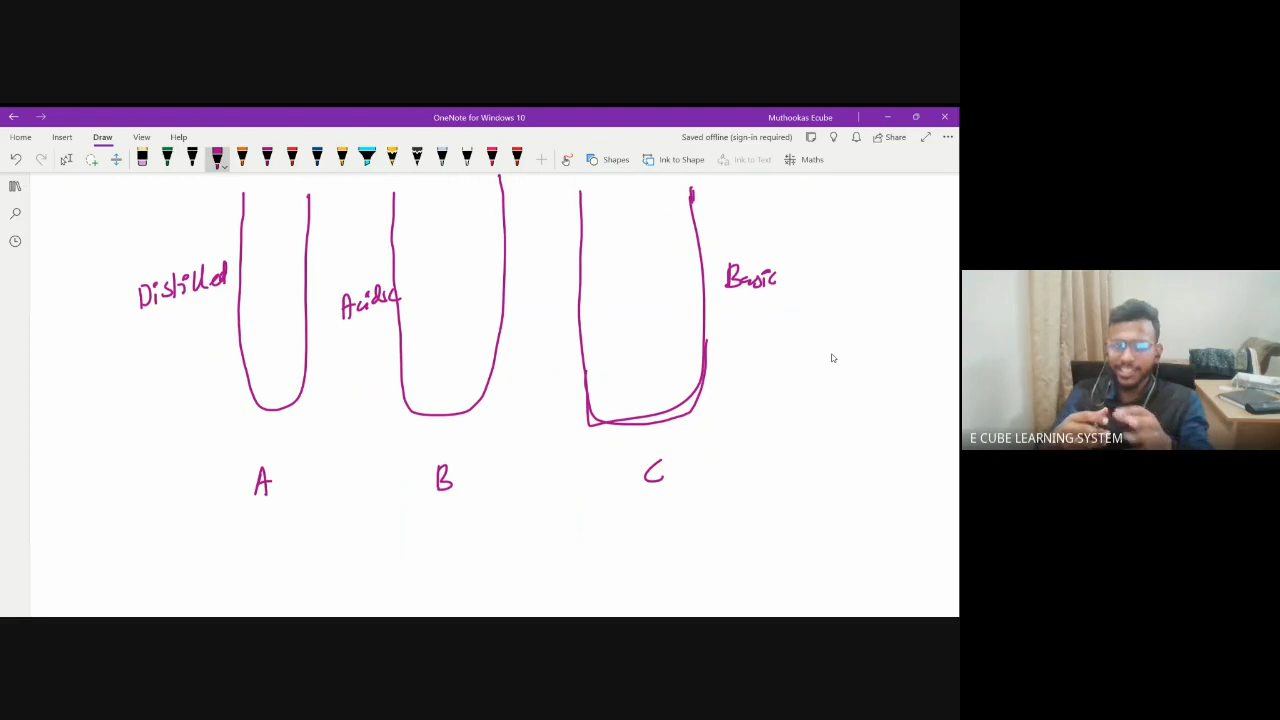 OneNote for Windows 10
Muthookas Ecube
Home Insert Draw View Help
Saved offline (sign-in required)
Share
Shapes
Ink to Shape
Ink to Text
Maths
Distilled
Acidic
Basic
A B C
E CUBE LEARNING SYSTEM